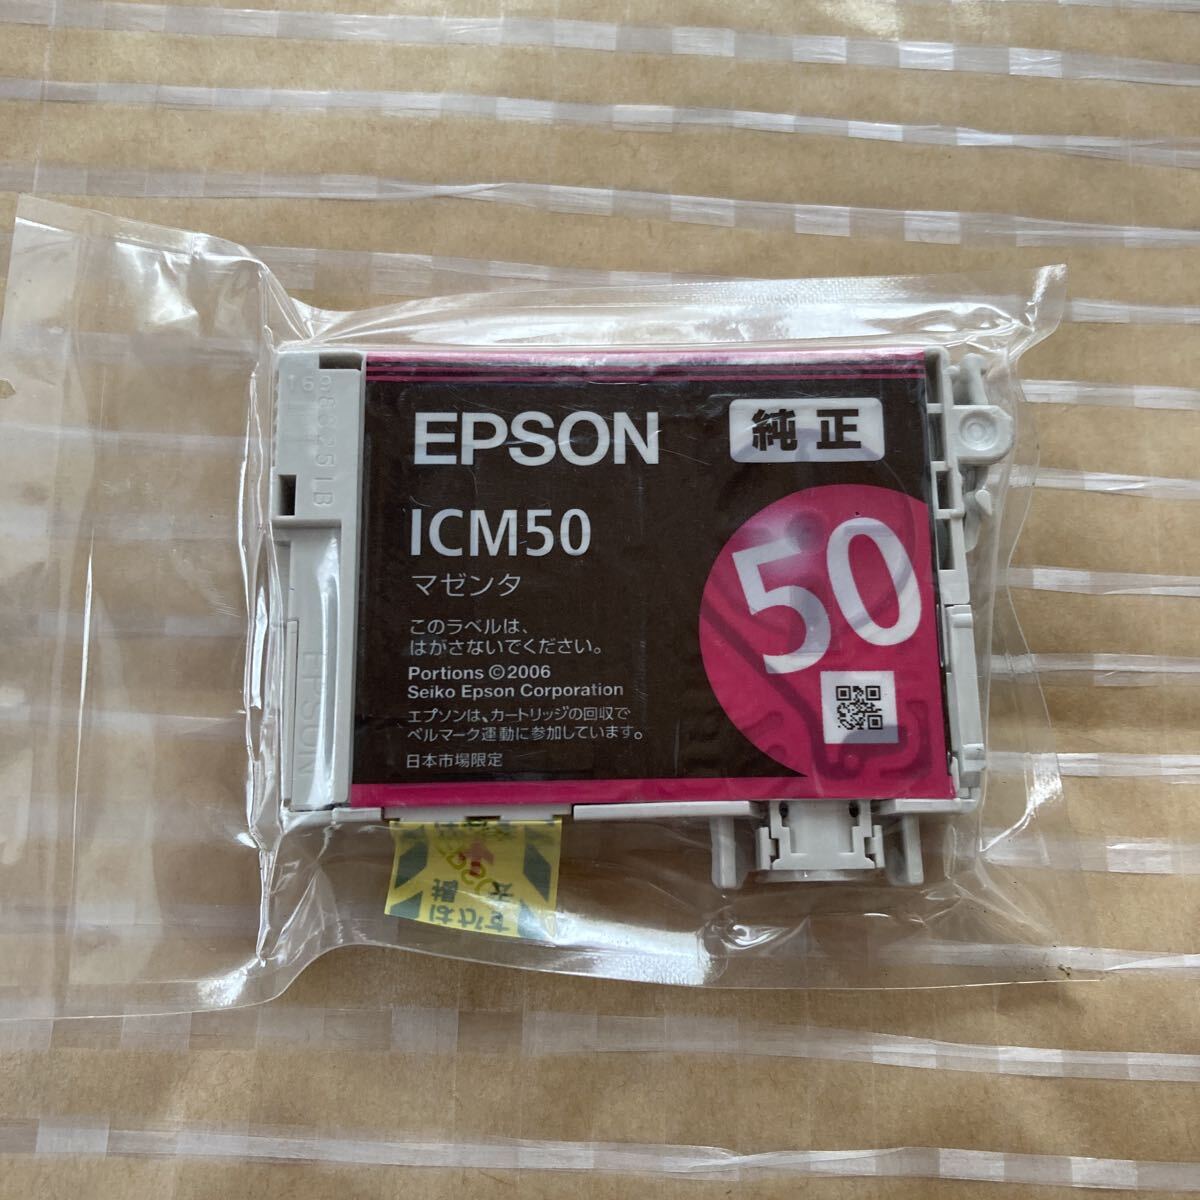 EPSON
純正
ICM50
マゼンタ
50
このラベルは、
はがさないでください。
Portions ©2006
Seiko Epson Corporation
エプソンは、カートリッジの回収で
ベルマーク運動に参加しています。
日本市場限定
EPSON